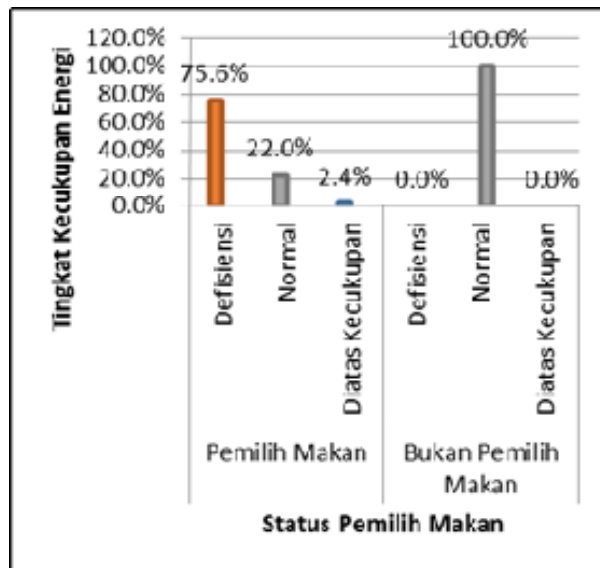 Tingkat Kecukupan Energi
120.0%
100.0%
80.0%
60.0%
40.0%
20.0%
0.0%
75.6%
22.0%
2.4%
0.0%
100.0%
0.0%
Defisiensi
Normal
Diatas Kecukupan
Defisiensi
Normal
Diatas Kecukupan
Pemilih Makan
Bukan Pemilih
Makan
Status Pemilih Makan